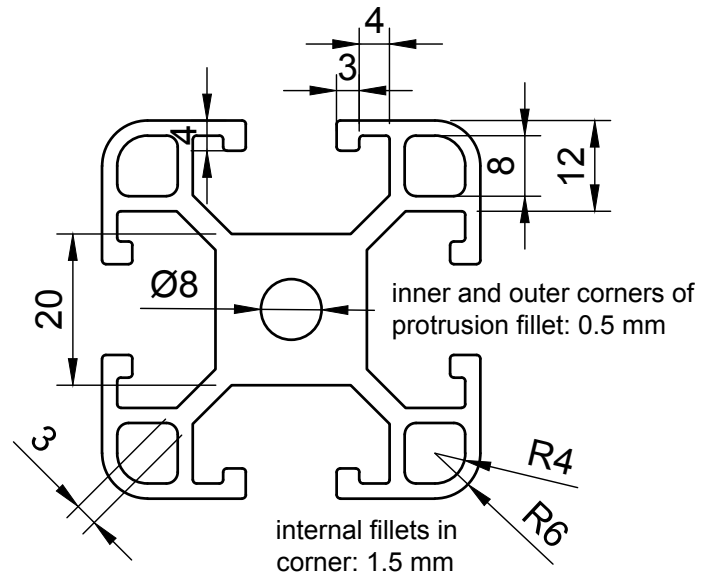 4
3
4
8
12
Ø8
20
inner and outer corners of
protrusion fillet: 0.5 mm
3
R4
R6
internal fillets in
corner: 1.5 mm